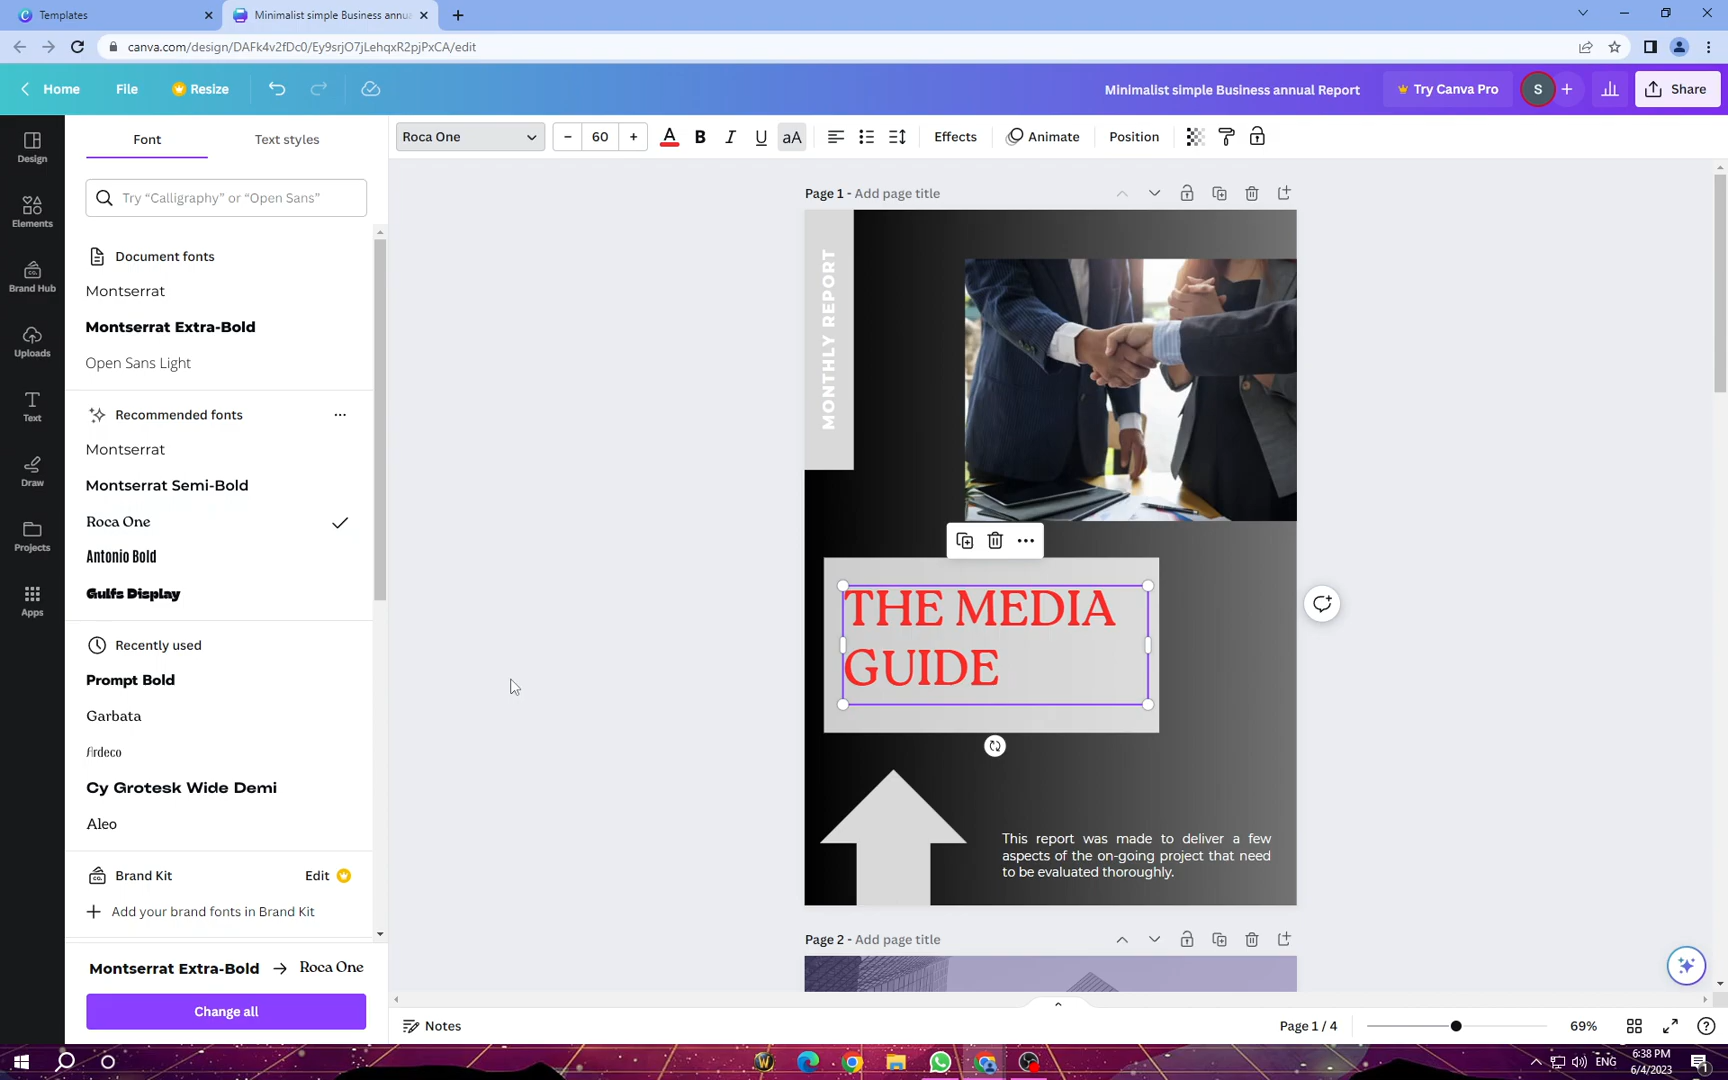 Templates
Minimalist simple Business annu
canva.com/design/DAFk4v2fDc0/Ey9srjO7jLehqxR2pjPxCA/edit
Home
File
Resize
Minimalist simple Business annual Report
Try Canva Pro
S
Share
Font
Text styles
Roca One
60
A
B
I
U
aA
Effects
Animate
Position
Design
Elements
Brand Hub
Uploads
Text
Draw
Projects
Apps
Try “Calligraphy” or “Open Sans”
Document fonts
Montserrat
Montserrat Extra-Bold
Open Sans Light
Recommended fonts
Montserrat
Montserrat Semi-Bold
Roca One
Antonio Bold
Gulfs Display
Recently used
Prompt Bold
Garbata
Ardeco
Cy Grotesk Wide Demi
Aleo
Brand Kit
Edit
Add your brand fonts in Brand Kit
Montserrat Extra-Bold → Roca One
Change all
Page 1 - Add page title
MONTHLY REPORT
THE MEDIA
GUIDE
This report was made to deliver a few
aspects of the on-going project that need
to be evaluated thoroughly.
Page 2 - Add page title
Notes
Page 1 / 4
69%
ENG
6:38 PM
6/4/2023
1